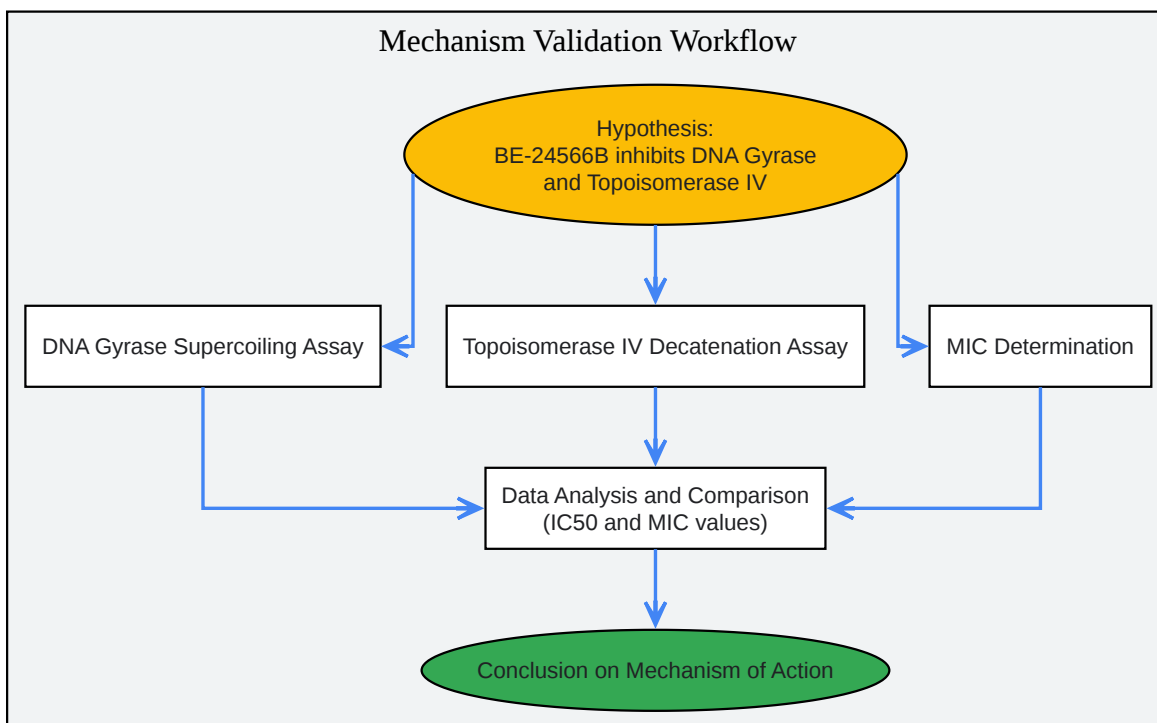 Mechanism Validation Workflow
Hypothesis:
BE-24566B inhibits DNA Gyrase
and Topoisomerase IV
DNA Gyrase Supercoiling Assay
Topoisomerase IV Decatenation Assay
MIC Determination
Data Analysis and Comparison
(IC50 and MIC values)
Conclusion on Mechanism of Action